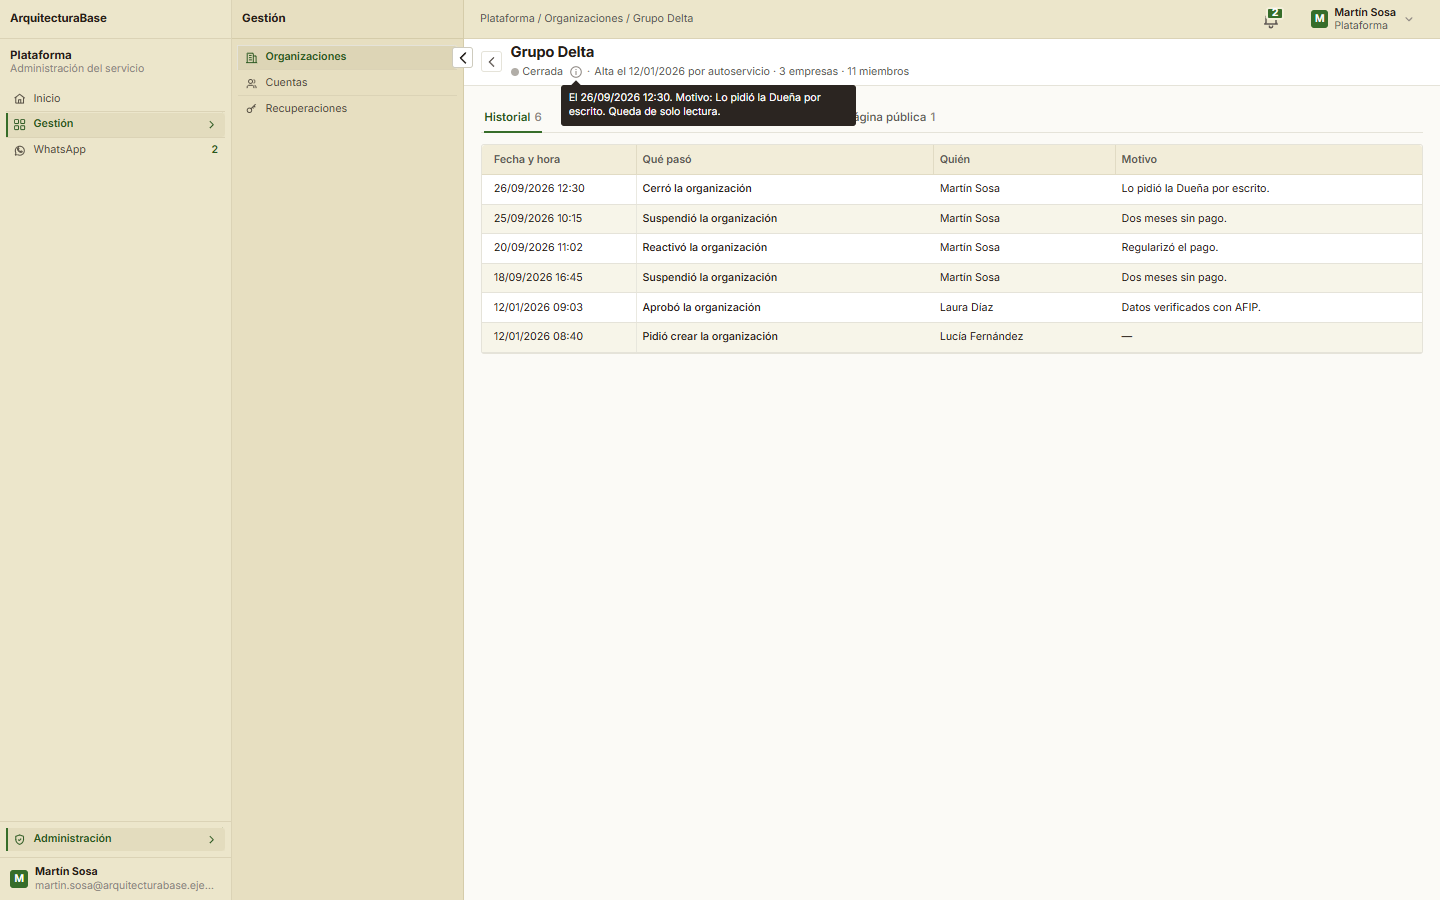 ArquitecturaBase
Plataforma
Administración del servicio
Inicio
Gestión
WhatsApp 2
Administración
M Martín Sosa
martin.sosa@arquitecturabase.eje...
Gestión
Organizaciones
Cuentas
Recuperaciones
Plataforma / Organizaciones / Grupo Delta
2
M Martín Sosa
Plataforma
Grupo Delta
Cerrada · Alta el 12/01/2026 por autoservicio · 3 empresas · 11 miembros
El 26/09/2026 12:30. Motivo: Lo pidió la Dueña por
escrito. Queda de solo lectura.
Historial 6 ágina pública 1
Fecha y hora Qué pasó Quién Motivo
26/09/2026 12:30 Cerró la organización Martín Sosa Lo pidió la Dueña por escrito.
25/09/2026 10:15 Suspendió la organización Martín Sosa Dos meses sin pago.
20/09/2026 11:02 Reactivó la organización Martín Sosa Regularizó el pago.
18/09/2026 16:45 Suspendió la organización Martín Sosa Dos meses sin pago.
12/01/2026 09:03 Aprobó la organización Laura Díaz Datos verificados con AFIP.
12/01/2026 08:40 Pidió crear la organización Lucía Fernández —